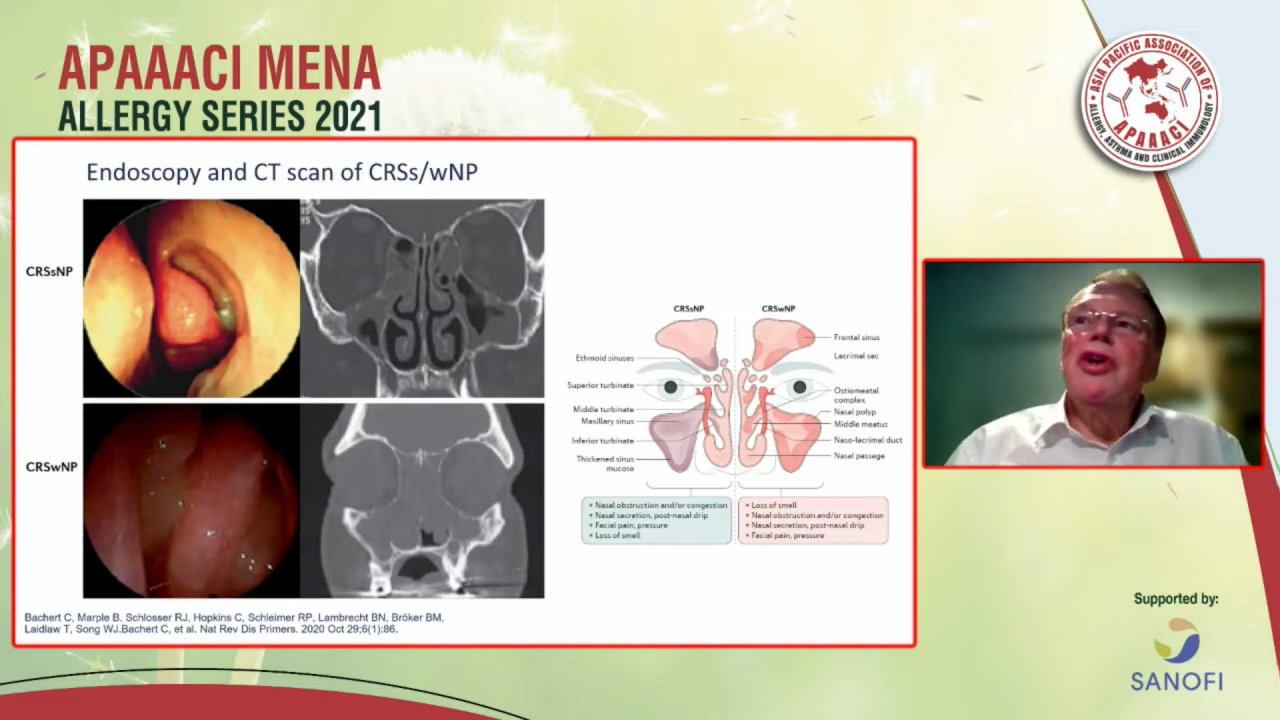 APAAACI MENA
ALLERGY SERIES 2021
ASIA PACIFIC ASSOCIATION OF
ALLERGY, ASTHMA AND CLINICAL IMMUNOLOGY
APAAACI
Endoscopy and CT scan of CRSs/wNP
CRSsNP
CRSwNP
CRSsNP
CRSwNP
Ethmoid sinuses
Superior turbinate
Middle turbinate
Maxillary sinus
Inferior turbinate
Thickened sinus
mucosa
Frontal sinus
Lacrimal sac
Ostiomeatal
complex
Nasal polyp
Middle meatus
Naso-lacrimal duct
Nasal passage
• Nasal obstruction and/or congestion
• Nasal secretion, post-nasal drip
• Facial pain, pressure
• Loss of smell
• Loss of smell
• Nasal obstruction and/or congestion
• Nasal secretion, post-nasal drip
• Facial pain, pressure
Bachert C, Marple B, Schlosser RJ, Hopkins C, Schleimer RP, Lambrecht BN, Bröker BM,
Laidlaw T, Song WJ.Bachert C, et al. Nat Rev Dis Primers. 2020 Oct 29;6(1):86.
Supported by:
SANOFI